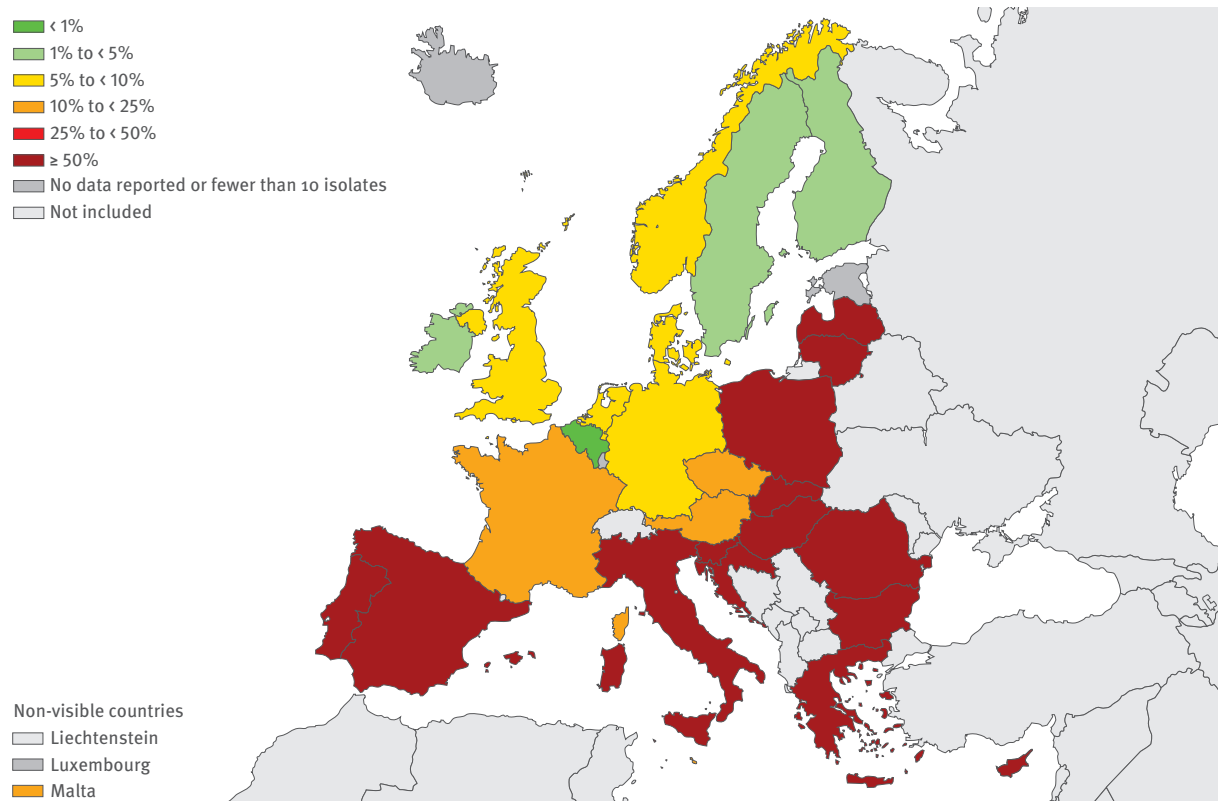 < 1%
1% to < 5%
5% to < 10%
10% to < 25%
25% to < 50%
≥ 50%
No data reported or fewer than 10 isolates
Not included
Non-visible countries
Liechtenstein
Luxembourg
Malta